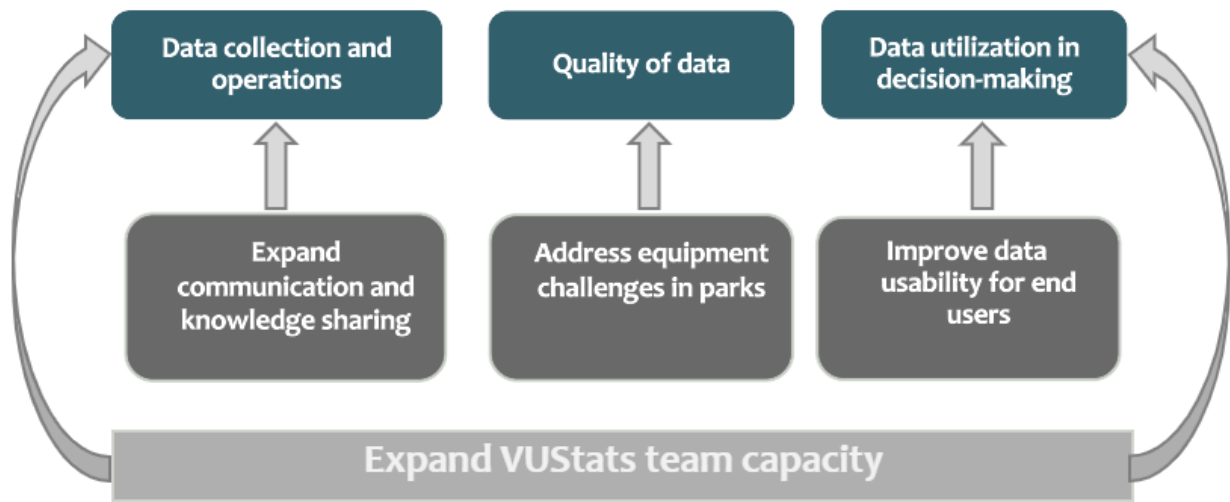 Data collection and
operations
Quality of data
Data utilization in
decision-making
Expand
communication and
knowledge sharing
Address equipment
challenges in parks
Improve data
usability for end
users
Expand VUStats team capacity